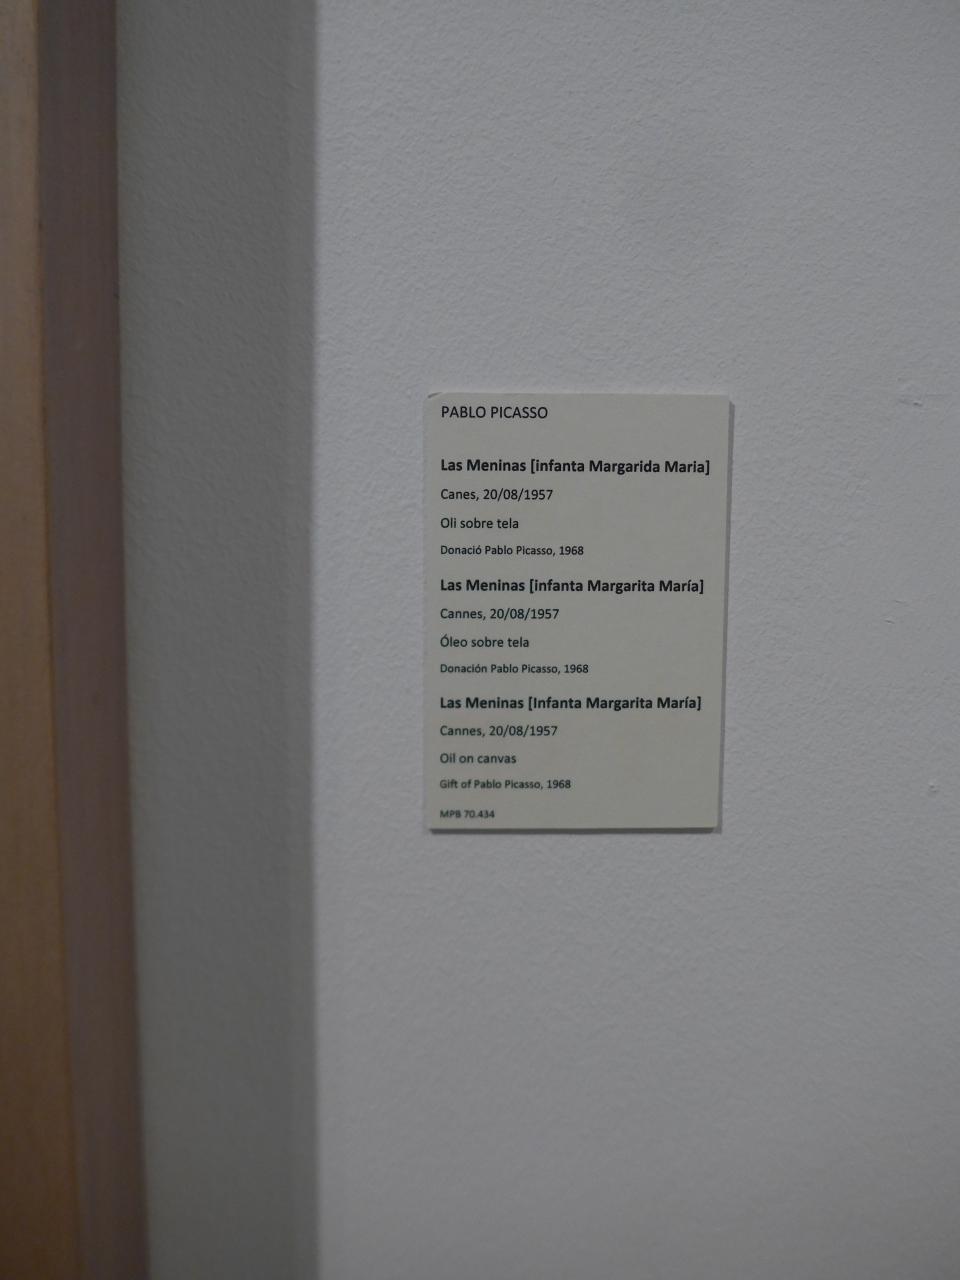 PABLO PICASSO
Las Meninas [infanta Margarida Maria]
Canes, 20/08/1957
Oli sobre tela
Donació Pablo Picasso, 1968
Las Meninas [infanta Margarita María]
Cannes, 20/08/1957
Óleo sobre tela
Donación Pablo Picasso, 1968
Las Meninas [Infanta Margarita María]
Cannes, 20/08/1957
Oil on canvas
Gift of Pablo Picasso, 1968
MPB 70.434